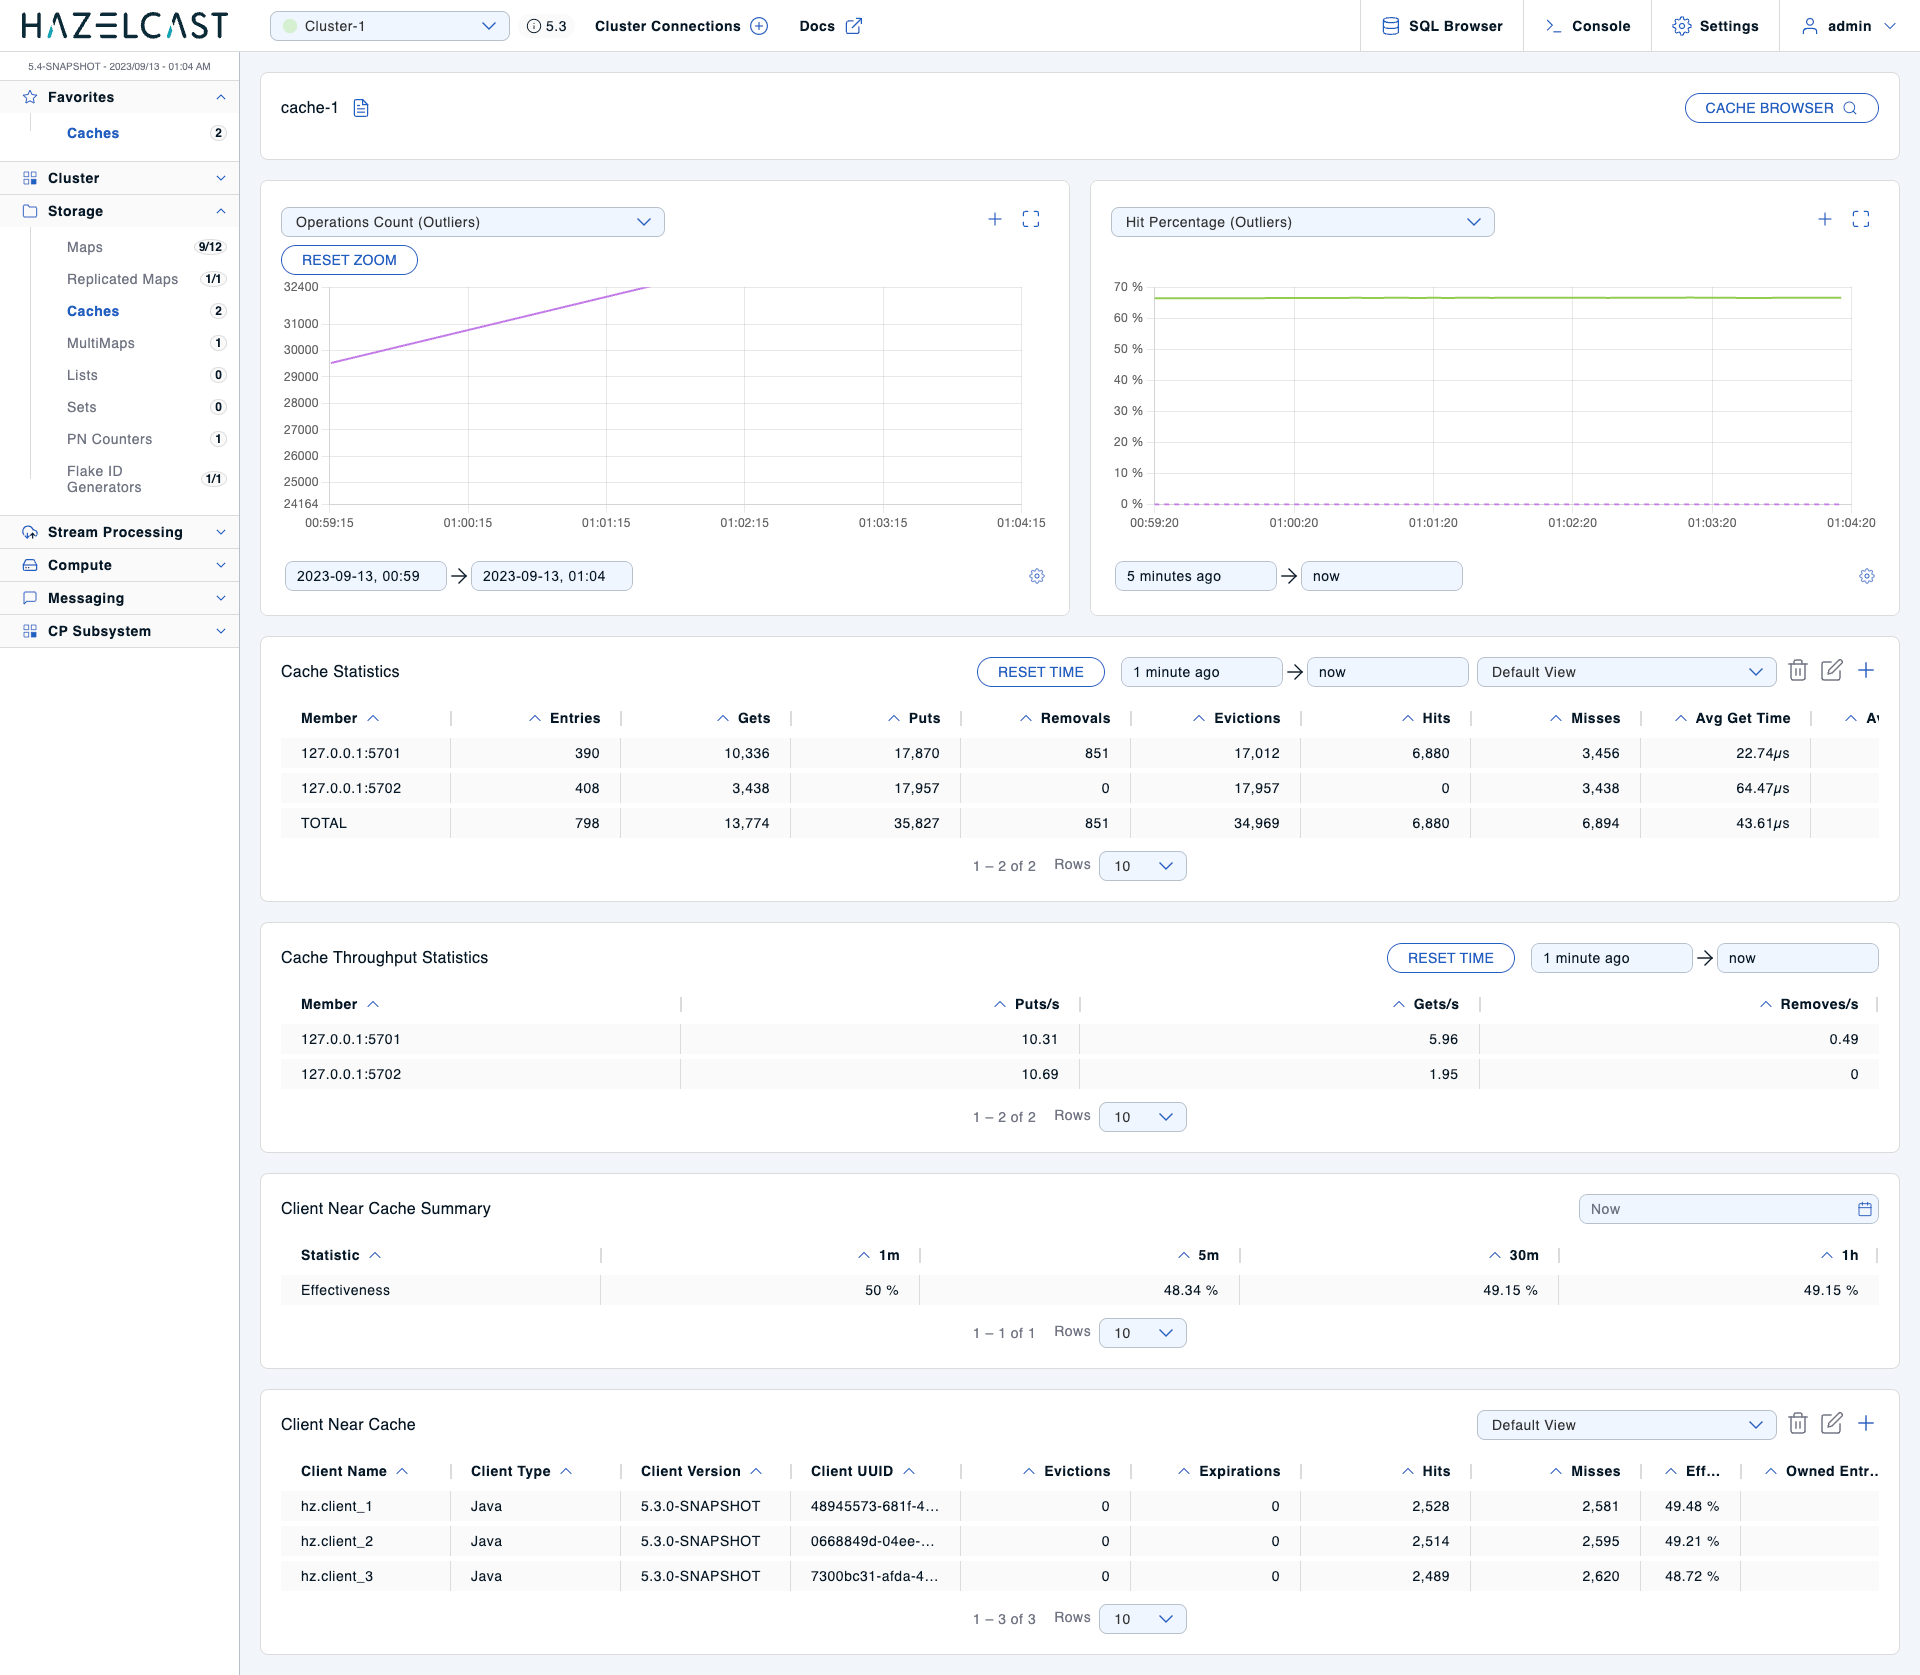 HAZELCAST
Cluster-1
5.3
Cluster Connections
Docs
SQL Browser
Console
Settings
admin
5.4-SNAPSHOT - 2023/09/13 - 01:04 AM
Favorites
Caches 2
Cluster
Storage
Maps 9/12
Replicated Maps 1/1
Caches 2
MultiMaps 1
Lists 0
Sets 0
PN Counters 1
Flake ID
Generators 1/1
Stream Processing
Compute
Messaging
CP Subsystem
cache-1
CACHE BROWSER
Operations Count (Outliers)
RESET ZOOM
32400
31000
30000
29000
28000
27000
26000
25000
24164
00:59:15 01:00:15 01:01:15 01:02:15 01:03:15 01:04:15
2023-09-13, 00:59
2023-09-13, 01:04
Hit Percentage (Outliers)
70 %
60 %
50 %
40 %
30 %
20 %
10 %
0 %
00:59:20 01:00:20 01:01:20 01:02:20 01:03:20 01:04:20
5 minutes ago
now
Cache Statistics
RESET TIME
1 minute ago
now
Default View
Member Entries Gets Puts Removals Evictions Hits Misses Avg Get Time
127.0.0.1:5701 390 10,336 17,870 851 17,012 6,880 3,456 22.74µs
127.0.0.1:5702 408 3,438 17,957 0 17,957 0 3,438 64.47µs
TOTAL 798 13,774 35,827 851 34,969 6,880 6,894 43.61µs
1 – 2 of 2 Rows 10
Cache Throughput Statistics
RESET TIME
1 minute ago
now
Member Puts/s Gets/s Removes/s
127.0.0.1:5701 10.31 5.96 0.49
127.0.0.1:5702 10.69 1.95 0
1 – 2 of 2 Rows 10
Client Near Cache Summary
Now
Statistic 1m 5m 30m 1h
Effectiveness 50 % 48.34 % 49.15 % 49.15 %
1 – 1 of 1 Rows 10
Client Near Cache
Default View
Client Name Client Type Client Version Client UUID Evictions Expirations Hits Misses Eff... Owned Entr..
hz.client_1 Java 5.3.0-SNAPSHOT 48945573-681f-4... 0 0 2,528 2,581 49.48 %
hz.client_2 Java 5.3.0-SNAPSHOT 0668849d-04ee-... 0 0 2,514 2,595 49.21 %
hz.client_3 Java 5.3.0-SNAPSHOT 7300bc31-afda-4... 0 0 2,489 2,620 48.72 %
1 – 3 of 3 Rows 10